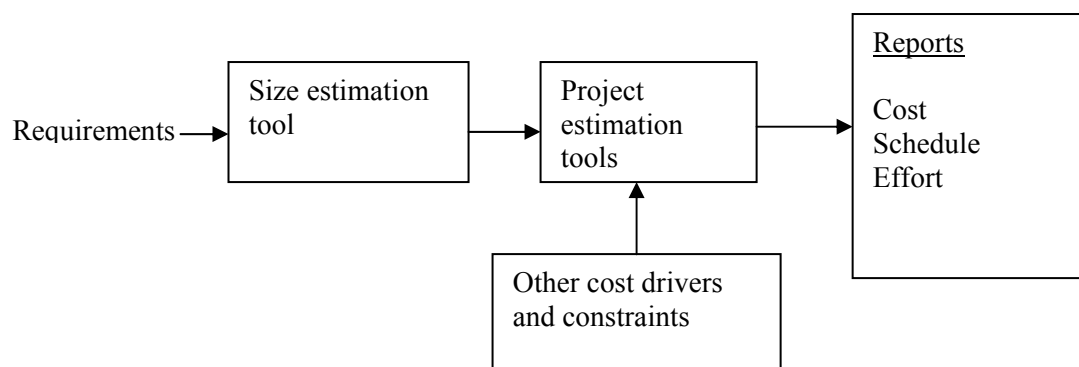 Requirements
Size estimation
tool
Project
estimation
tools
Reports
Cost
Schedule
Effort
Other cost drivers
and constraints